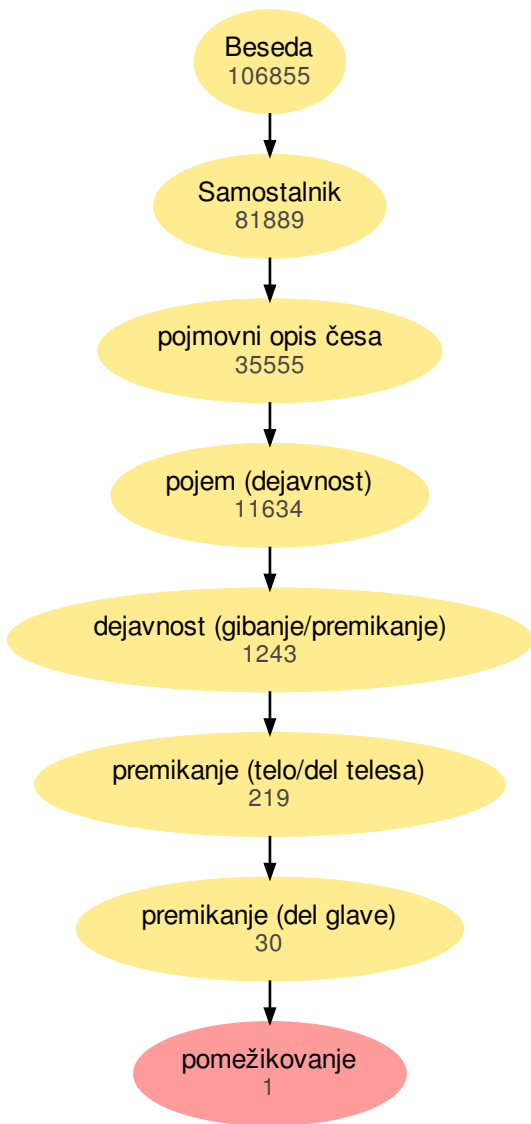 Beseda
106855
Samostalnik
81889
pojmovni opis česa
35555
pojem (dejavnost)
11634
dejavnost (gibanje/premikanje)
1243
premikanje (telo/del telesa)
219
premikanje (del glave)
30
pomežikovanje
1